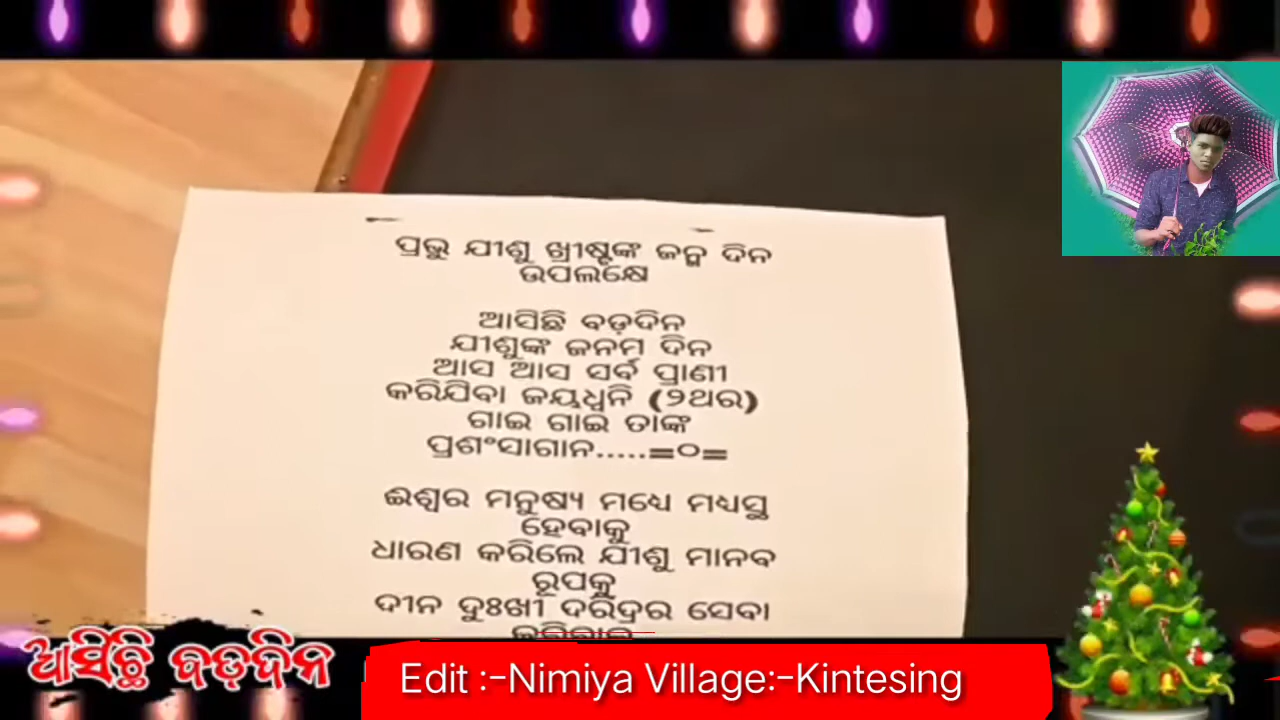 ପ୍ରଭୁ ଯୀଶୁ ଖ୍ରୀଷ୍ଟଙ୍କ ଜନ୍ମ ଦିନ
ଉପଲକ୍ଷେ
ଆସିଛି ବଡ଼ଦିନ
ଯୀଶୁଙ୍କ ଜନମ ଦିନ
ଆସ ଆସ ସର୍ବ ପ୍ରାଣୀ
କରିଯିବା ଜୟଧ୍ୱନି (୨ଥର)
ଗାଇ ଗାଇ ତାଙ୍କ
ପ୍ରଶଂସାଗାନ.....=୦=
ଈଶ୍ୱର ମନୁଷ୍ୟ ମଧ୍ୟେ ମଧ୍ୟସ୍ଥ
ହେବାକୁ
ଧାରଣ କରିଲେ ଯୀଶୁ ମାନବ
ରୂପକୁ
ଦୀନ ଦୁଃଖୀ ଦରିଦ୍ରର ସେବା
ଆସିଛି ବଡ଼ଦିନ
Edit :-Nimiya Village:-Kintesing